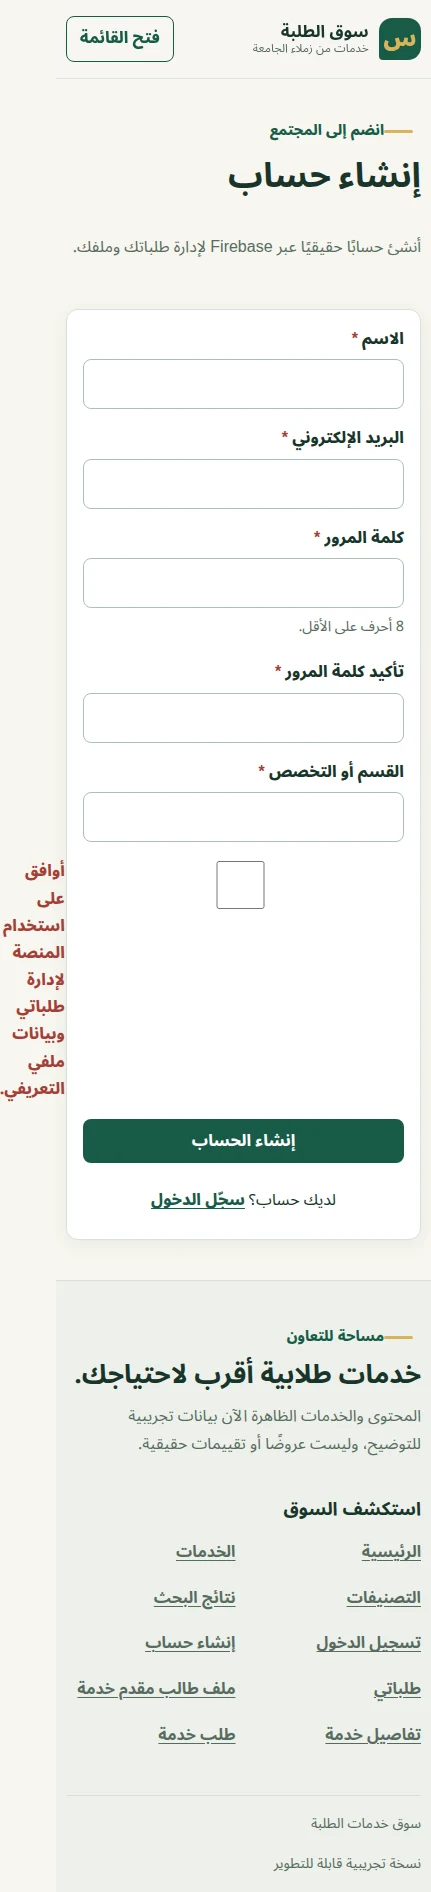 س
سوق الطلبة
خدمات من زملاء الجامعة
فتح القائمة
انضم إلى المجتمع
إنشاء حساب
أنشئ حسابًا حقيقيًا عبر Firebase لإدارة طلباتك وملفك.
الاسم *
البريد الإلكتروني *
كلمة المرور *
8 أحرف على الأقل.
تأكيد كلمة المرور *
القسم أو التخصص *
أوافق
على
استخدام
المنصة
لإدارة
طلباتي
وبيانات
ملفي
التعريفي.
إنشاء الحساب
لديك حساب؟ سجّل الدخول
مساحة للتعاون
خدمات طلابية أقرب لاحتياجك.
المحتوى والخدمات الظاهرة الآن بيانات تجريبية
للتوضيح، وليست عروضًا أو تقييمات حقيقية.
استكشف السوق
الرئيسية
الخدمات
التصنيفات
نتائج البحث
تسجيل الدخول
إنشاء حساب
طلباتي
ملف طالب مقدم خدمة
تفاصيل خدمة
طلب خدمة
سوق خدمات الطلبة
نسخة تجريبية قابلة للتطوير